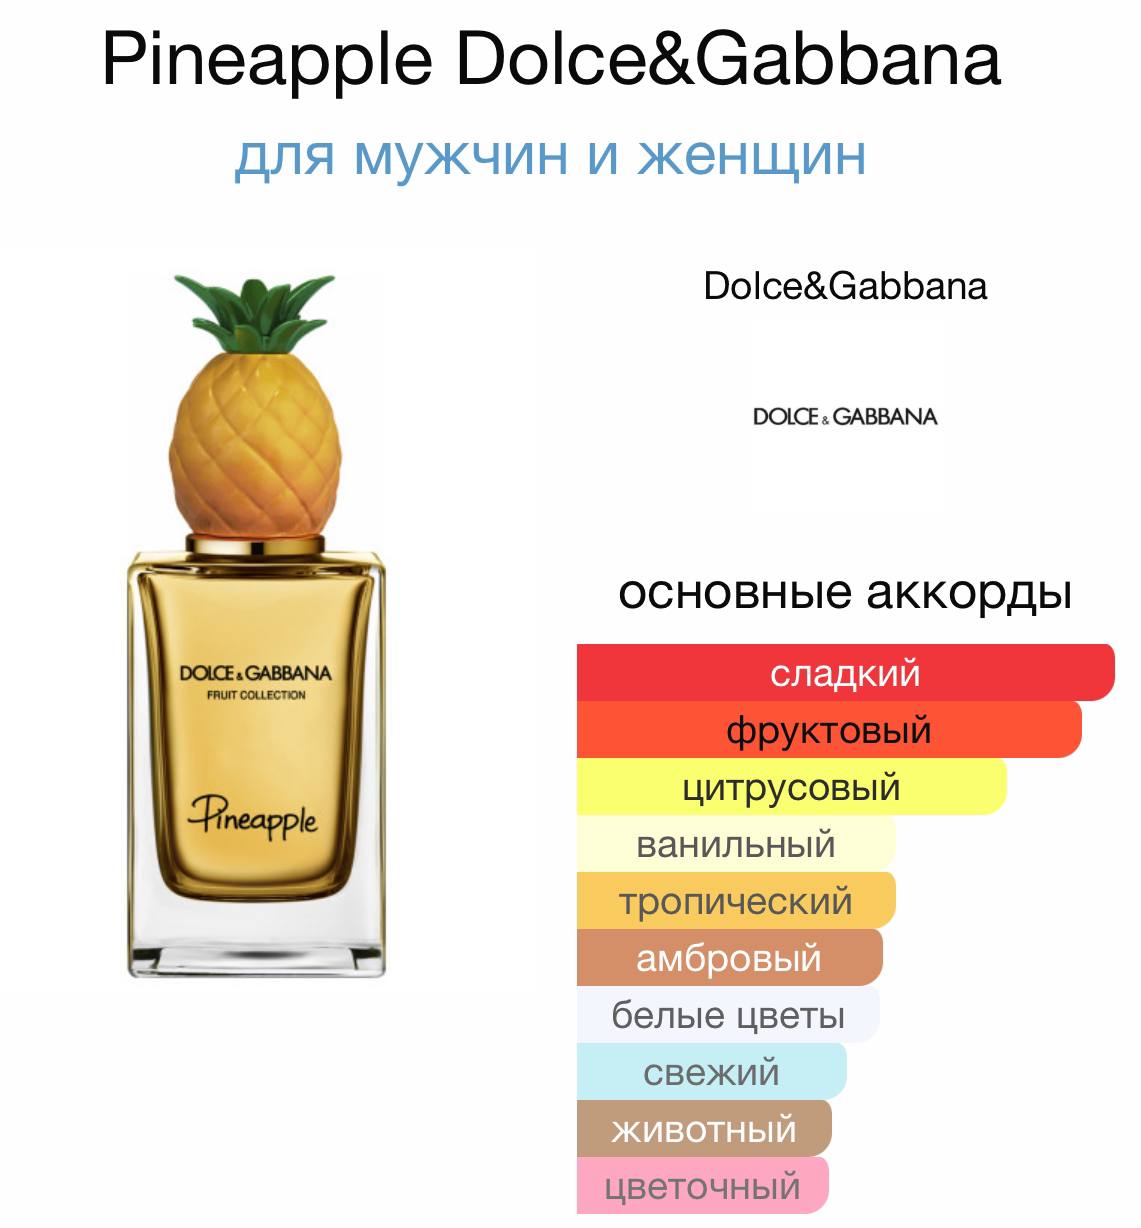 Pineapple Dolce&Gabbana
для мужчин и женщин
Dolce&Gabbana
DOLCE & GABBANA
основные аккорды
сладкий
фруктовый
цитрусовый
ванильный
тропический
амбровый
белые цветы
свежий
животный
цветочный
DOLCE & GABBANA
FRUIT COLLECTION
Pineapple